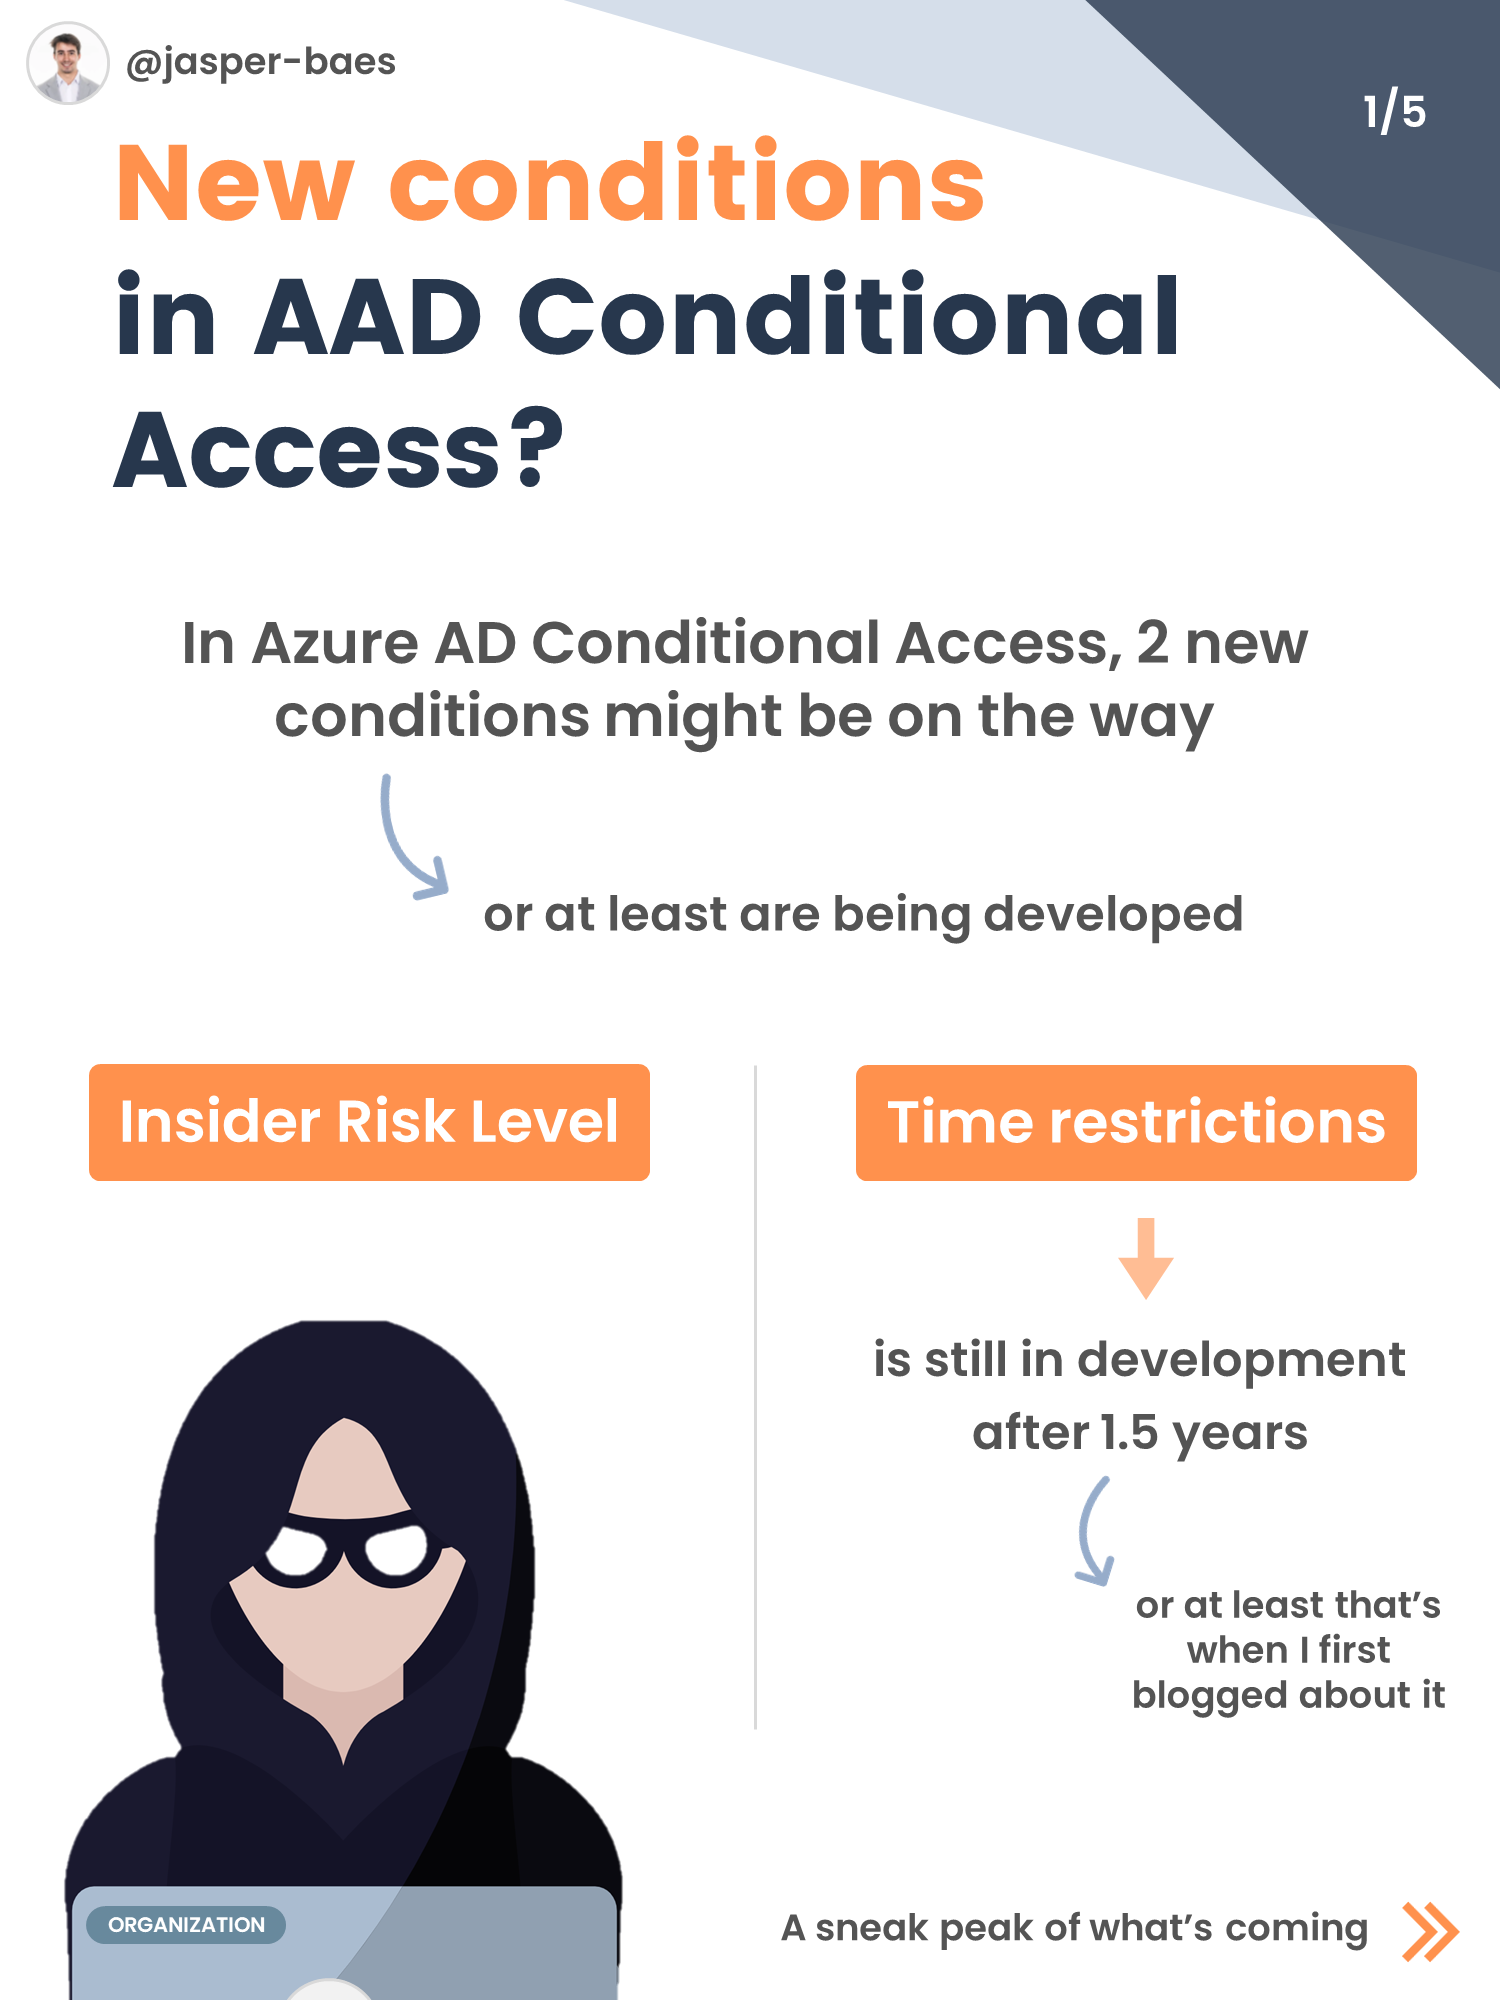 @jasper-baes
1/5
New conditions
in AAD Conditional
Access?
In Azure AD Conditional Access, 2 new
conditions might be on the way
or at least are being developed
Insider Risk Level
Time restrictions
is still in development
after 1.5 years
or at least that's
when I first
blogged about it
ORGANIZATION
A sneak peak of what's coming